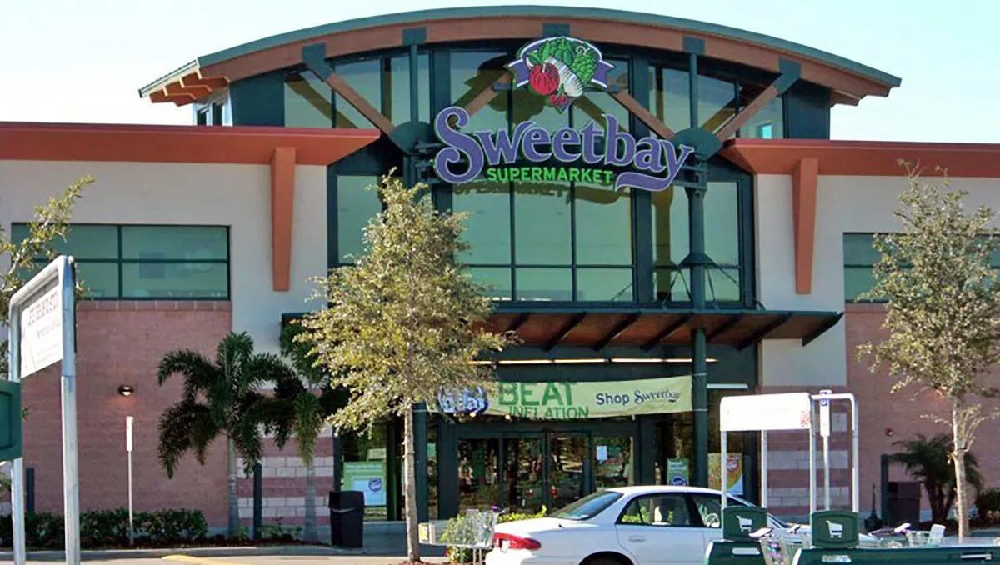 Sweetbay
SUPERMARKET
BEAT
INFLATION
Shop Sweetbay